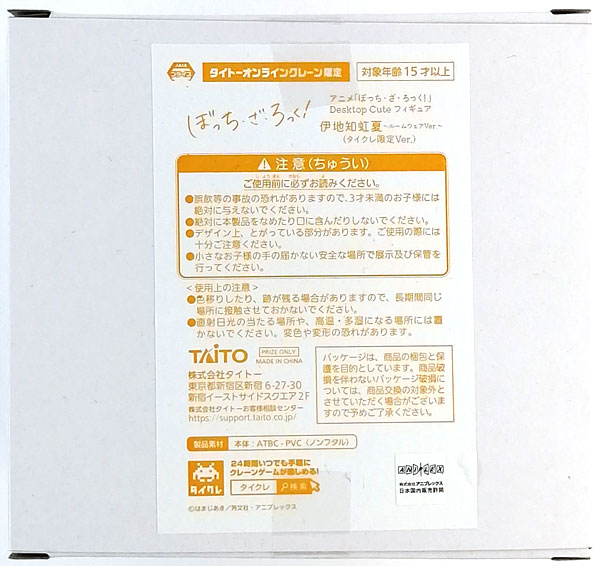 タイトーオンラインクレーン限定
対象年齢15才以上
ぼっち・ざ・ろっく!
アニメ「ぼっち・ざ・ろっく!」
Desktop Cute フィギュア
伊地知虹夏~ルームウェアVer~
(タイクレ限定Ver.)
注意(ちゅうい)
ご使用前に必ずお読みください。
●誤飲等の事故の恐れがありますので、3才未満のお子様には
絶対に与えないでください。
●絶対に本製品をなめたり口に含んだりしないでください。
●デザイン上、とがっている部分があります。ご使用の際には
十分ご注意ください。
●小さなお子様の手の届かない安全な場所で展示及び保管を
行ってください。
<使用上の注意>
●色移りしたり、跡が残る場合がありますので、長期間同じ
場所に接触させておかないでください。
●直射日光の当たる場所や、高温・多湿になる場所には置
かないでください。変色や変形の恐れがあります。
TAITO
PRIZE ONLY
MADE IN CHINA
株式会社タイトー
東京都新宿区新宿 6-27-30
新宿イーストサイドスクエア 2F
株式会社タイトーお客様相談センター
https://support.taito.co.jp/
パッケージは、商品の梱包と保
護を目的としています。商品破
損を伴わないパッケージ破損に
ついては、商品交換の対象外と
させていただく場合がございま
すので予めご了承ください。
製品素材
本体:ATBC-PVC(ノンフタル)
24時間いつでも手軽に
クレーンゲームが楽しめる!
タイクレ
タイクレ
検索
©はまじあき/芳文社・アニプレックス
ANIPLEX
株式会社アニプレックス
日本国内販売許諾